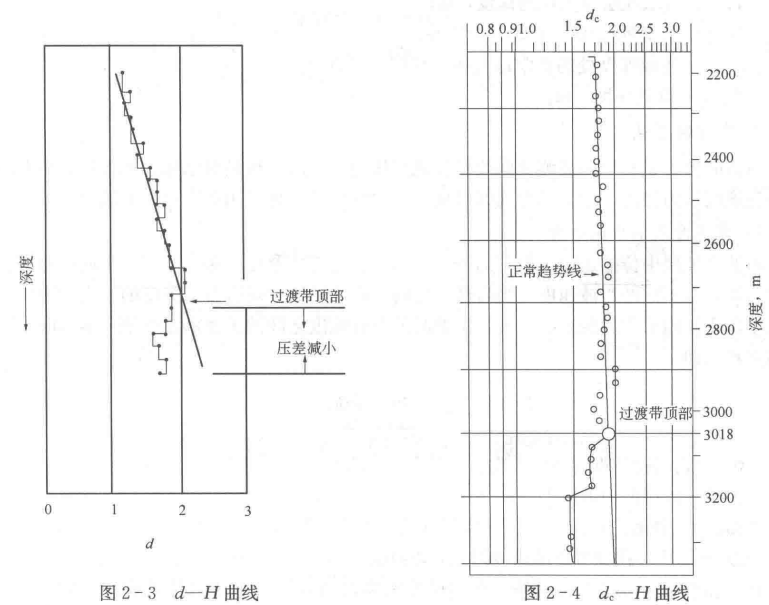 深度
过渡带顶部
压差减小
0 1 2 3
d
图 2-3 d—H 曲线
dc
0.8 0.9 1.0 1.5 2.0 2.5 3.0
2200
2400
2600
正常趋势线
深度，m
2800
3000
过渡带顶部
3018
3200
图 2-4 dc—H 曲线